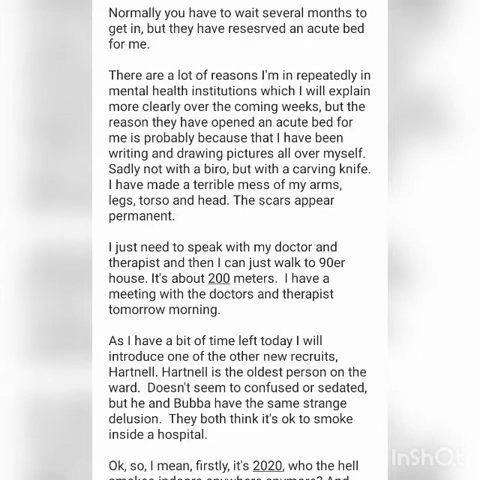 Normally you have to wait several months to
get in, but they have resesrved an acute bed
for me.
There are a lot of reasons I'm in repeatedly in
mental health institutions which I will explain
more clearly over the coming weeks, but the
reason they have opened an acute bed for
me is probably because that I have been
writing and drawing pictures all over myself.
Sadly not with a biro, but with a carving knife.
I have made a terrible mess of my arms,
legs, torso and head. The scars appear
permanent.
I just need to speak with my doctor and
therapist and then I can just walk to 90er
house. It's about 200 meters.  I have a
meeting with the doctors and therapist
tomorrow morning.
As I have a bit of time left today I will
introduce one of the other new recruits,
Hartnell. Hartnell is the oldest person on the
ward.  Doesn't seem to confused or sedated,
but he and Bubba have the same strange
delusion.  They both think it's ok to smoke
inside a hospital.
Ok, so, I mean, firstly, it's 2020, who the hell
smokes indoors anywhere anymore? And
InShOt